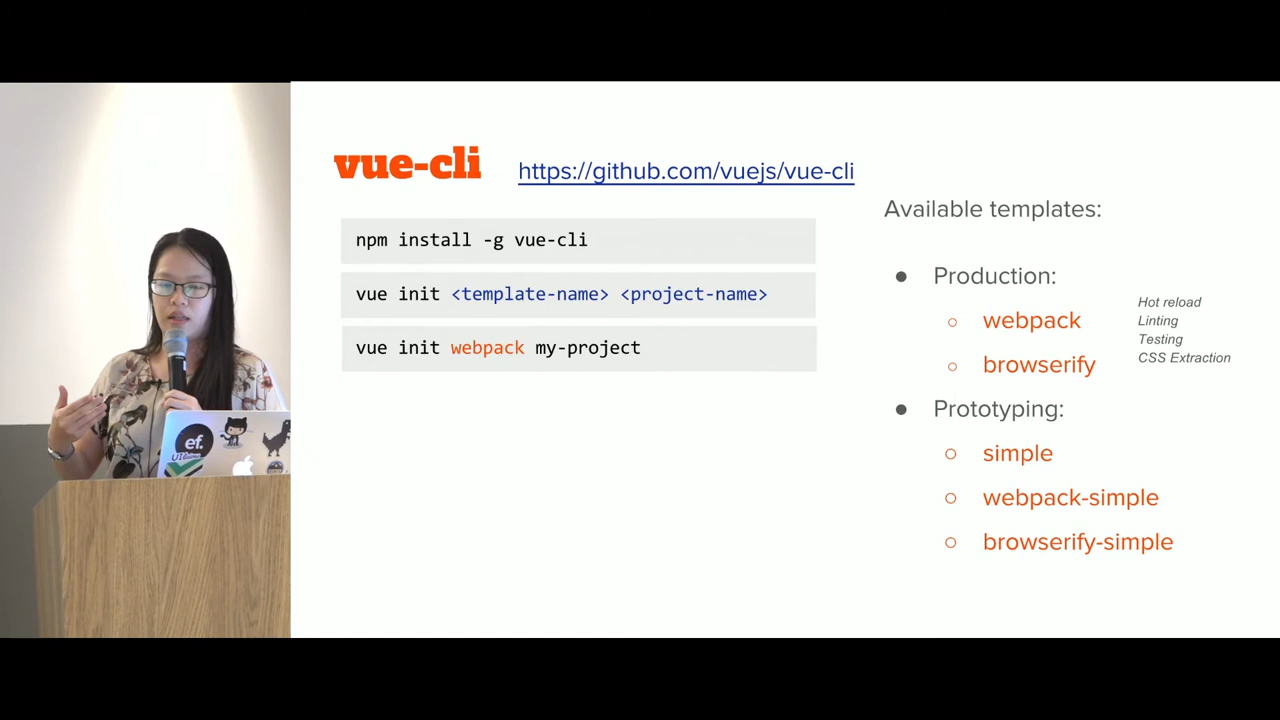 vue-cli
https://github.com/vuejs/vue-cli
npm install -g vue-cli
vue init <template-name> <project-name>
vue init webpack my-project
Available templates:
● Production:
○ webpack
○ browserify
Hot reload
Linting
Testing
CSS Extraction
● Prototyping:
○ simple
○ webpack-simple
○ browserify-simple
ef.